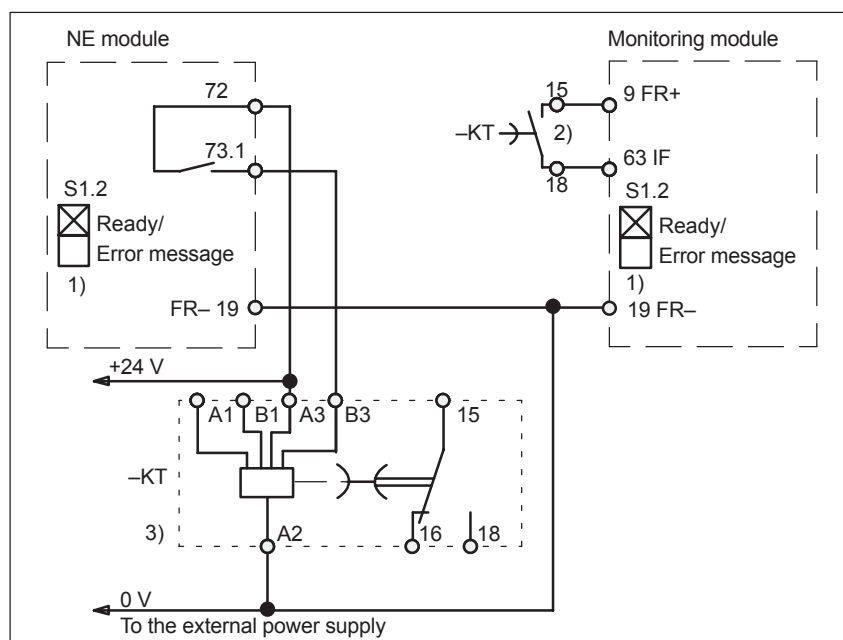 NE module
Monitoring module
72
15
9 FR+
–KT
2)
73.1
63 IF
18
S1.2
Ready/
Error message
1)
S1.2
Ready/
Error message
1)
FR– 19
19 FR–
+24 V
A1
B1
A3
B3
15
–KT
3)
A2
16
18
0 V
To the external power supply